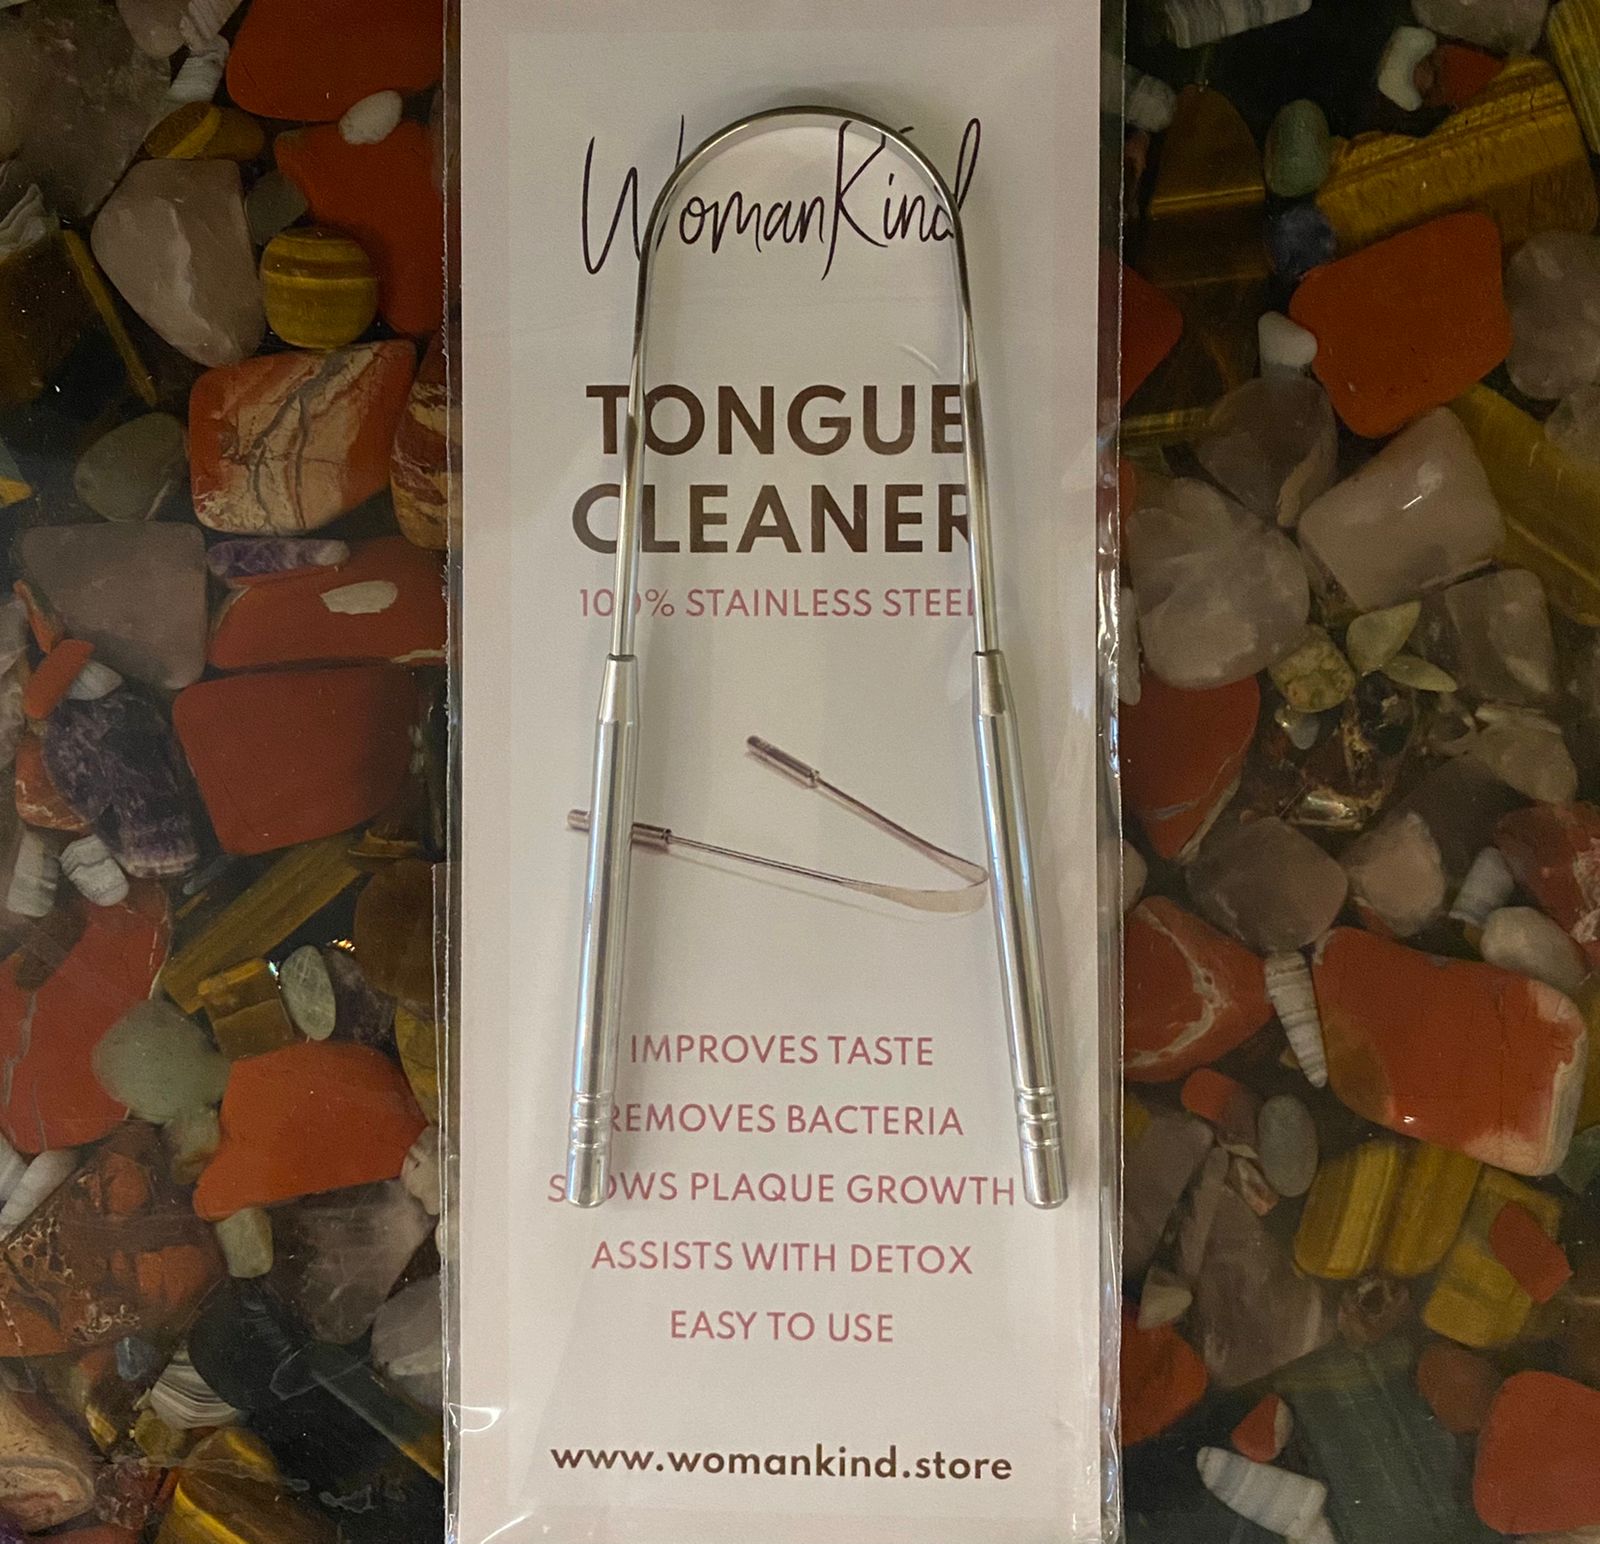 WomanKind
TONGUE
CLEANER
100% STAINLESS STEEL
IMPROVES TASTE
REMOVES BACTERIA
SLOWS PLAQUE GROWTH
ASSISTS WITH DETOX
EASY TO USE
www.womankind.store